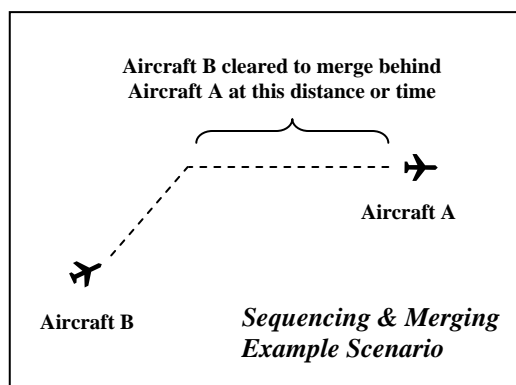 Aircraft B cleared to merge behind
Aircraft A at this distance or time
Aircraft A
Aircraft B
Sequencing & Merging
Example Scenario